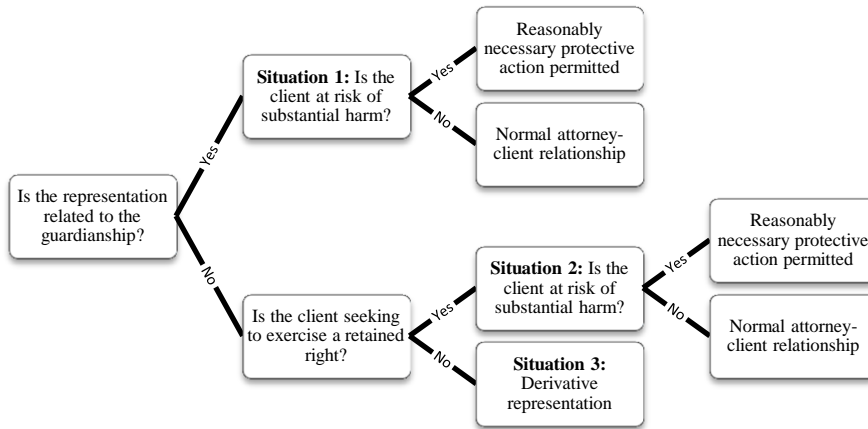 Reasonably
necessary protective
action permitted
Yes
Situation 1: Is the
client at risk of
substantial harm?
No
Normal attorney-
client relationship
Yes
Is the representation
related to the
guardianship?
No
Is the client seeking
to exercise a retained
right?
Yes
Situation 2: Is the
client at risk of
substantial harm?
Yes
Reasonably
necessary protective
action permitted
No
Normal attorney-
client relationship
No
Situation 3:
Derivative
representation